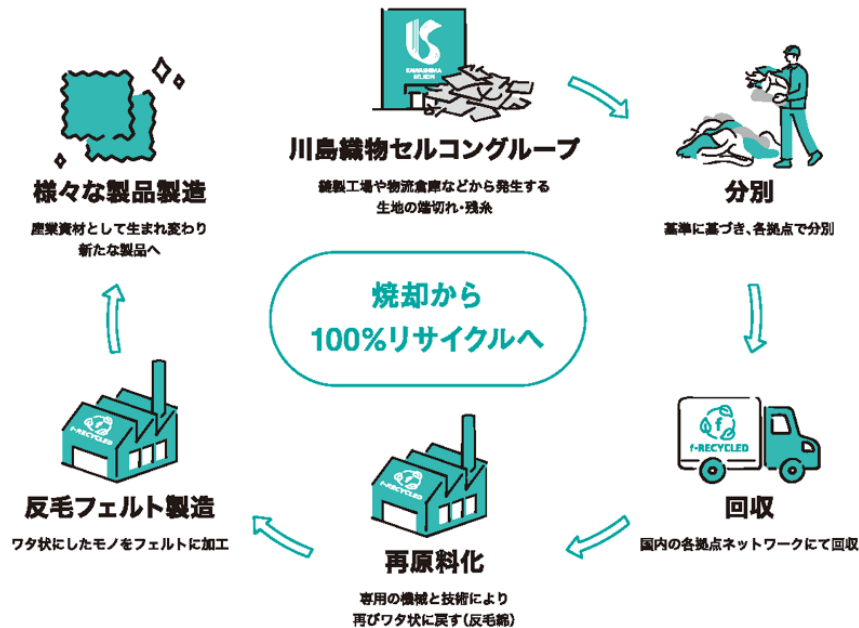 KAWASHIMA
SELKON
川島織物セルコングループ
縫製工場や物流倉庫などから発生する
生地の端切れ・残糸
分別
基準に基づき、各拠点で分別
f-RECYCLED
回収
国内の各拠点ネットワークにて回収
f-RECYCLED
再原料化
専用の機械と技術により
再びワタ状に戻す(反毛綿)
f-RECYCLED
反毛フェルト製造
ワタ状にしたモノをフェルトに加工
様々な製品製造
産業資材として生まれ変わり
新たな製品へ
焼却から
100%リサイクルへ